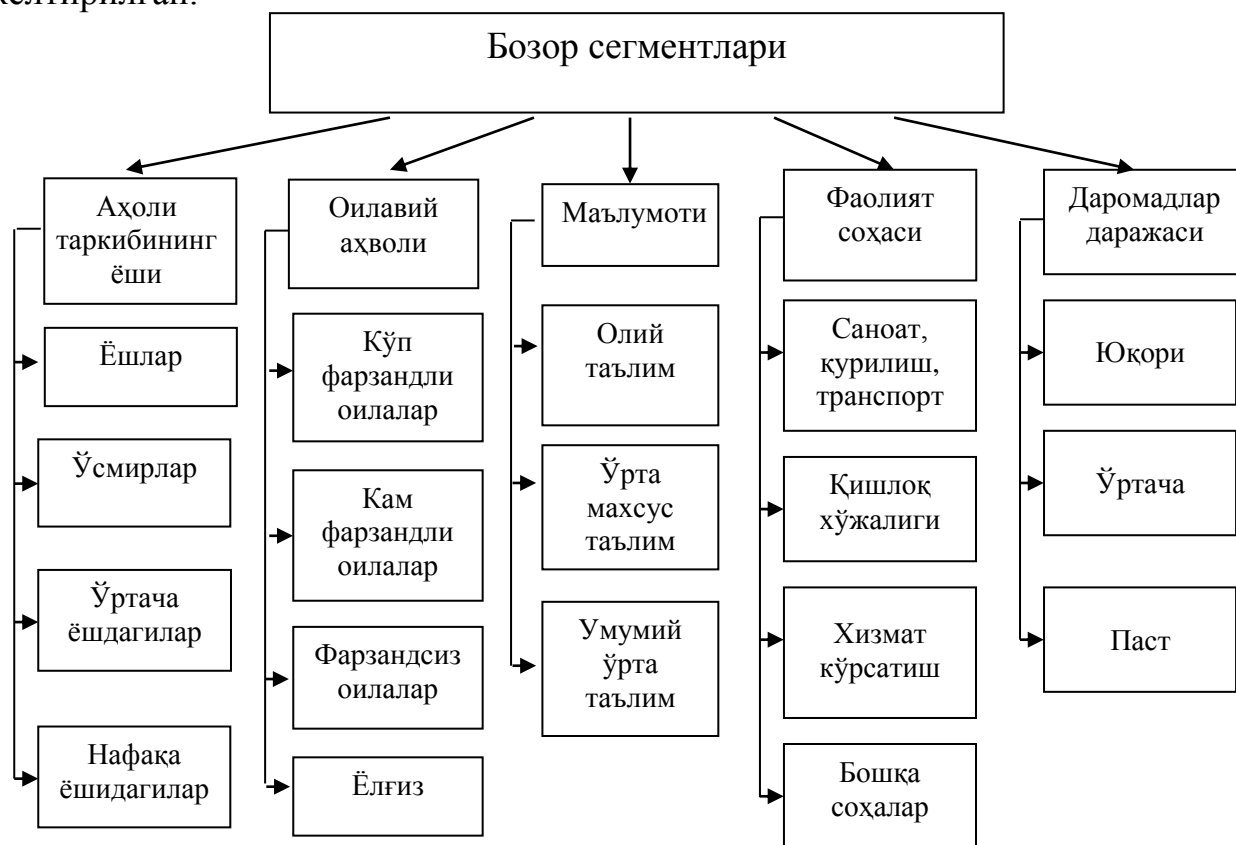 келтирилган.
Бозор сегментлари
Аҳоли
таркибининг
ёши
Ёшлар
Ўсмирлар
Ўртача
ёшдагилар
Нафақа
ёшидагилар
Оилавий
аҳволи
Кўп
фарзандли
оилалар
Кам
фарзандли
оилалар
Фарзандсиз
оилалар
Ёлғиз
Маълумоти
Олий
таълим
Ўрта
махсус
таълим
Умумий
ўрта
таълим
Фаолият
соҳаси
Саноат,
қурилиш,
транспорт
Қишлоқ
хўжалиги
Хизмат
кўрсатиш
Бошқа
соҳалар
Даромадлар
даражаси
Юқори
Ўртача
Паст